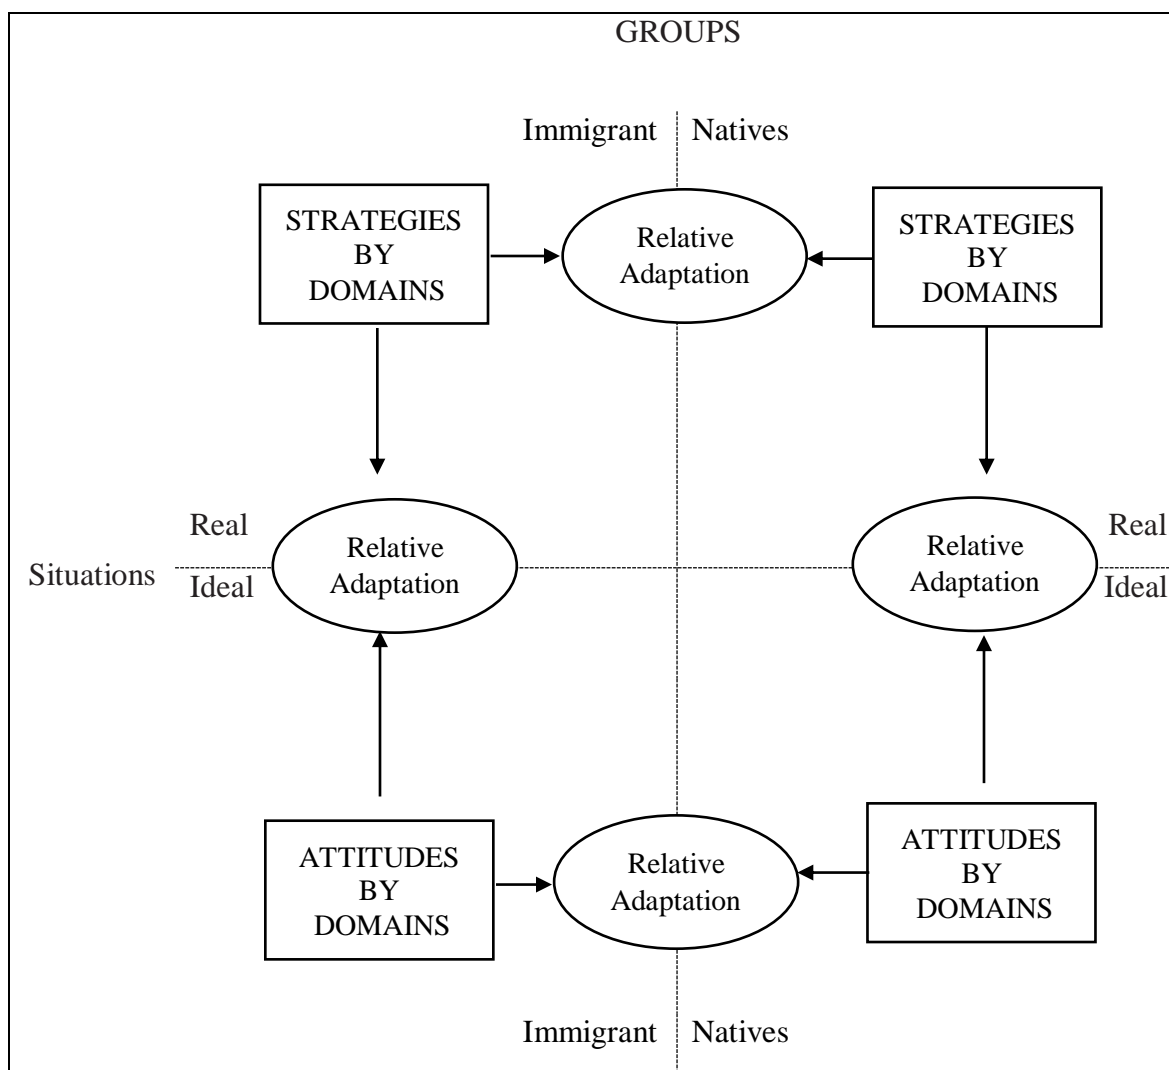 GROUPS
Immigrant
Natives
STRATEGIES
BY
DOMAINS
Relative
Adaptation
STRATEGIES
BY
DOMAINS
Situations
Real
Ideal
Relative
Adaptation
Relative
Adaptation
Real
Ideal
ATTITUDES
BY
DOMAINS
Relative
Adaptation
ATTITUDES
BY
DOMAINS
Immigrant
Natives